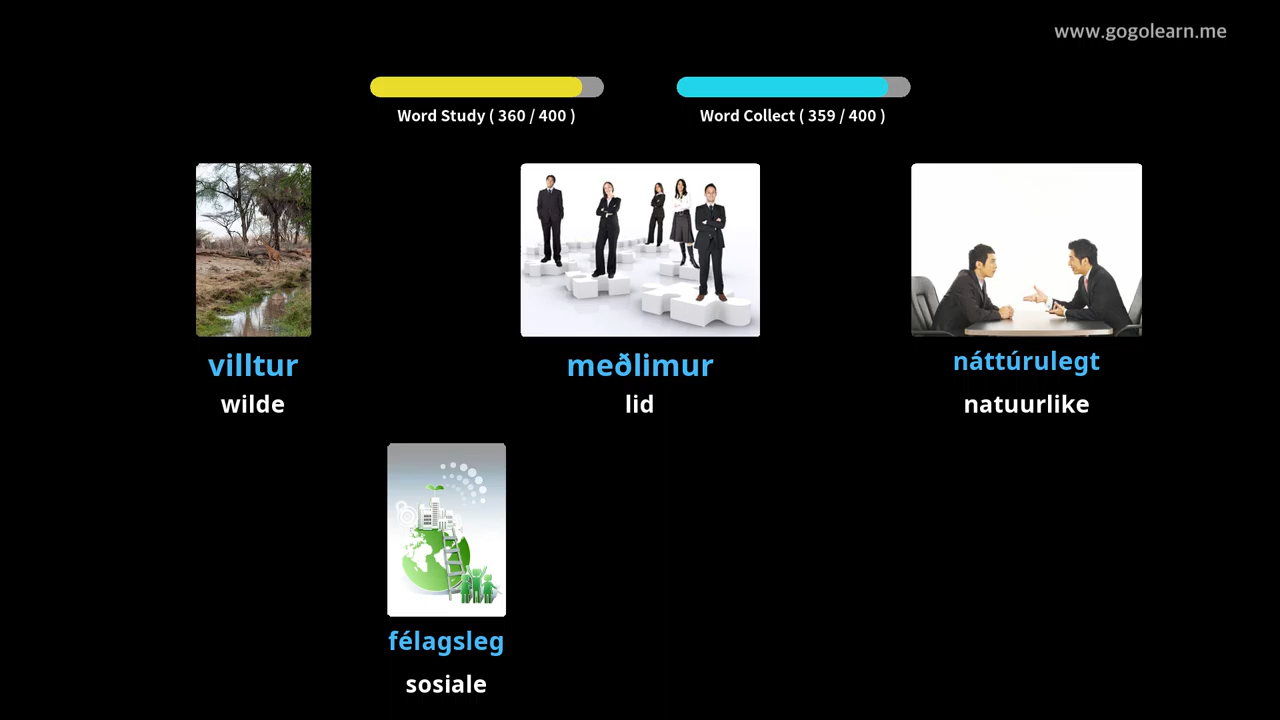 www.gogolearn.me
Word Study ( 360 / 400 )
Word Collect ( 359 / 400 )
villtur
meðlimur
náttúrulegt
wilde
lid
natuurlike
félagsleg
sosiale